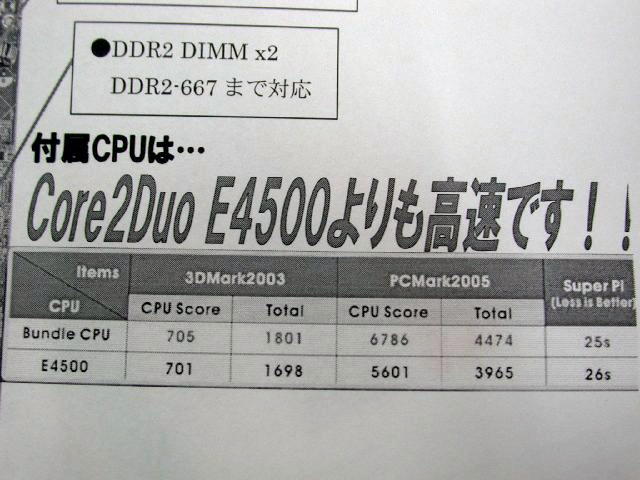 ●DDR2 DIMM x2
DDR2-667 まで対応
付属CPUは…
Core2Duo E4500よりも高速です！！
Items 3DMark2003 PCMark2005 Super PI
CPU CPU Score Total CPU Score Total (Less is Better
Bundle CPU 705 1801 6786 4474 25s
E4500 701 1698 5601 3965 26s